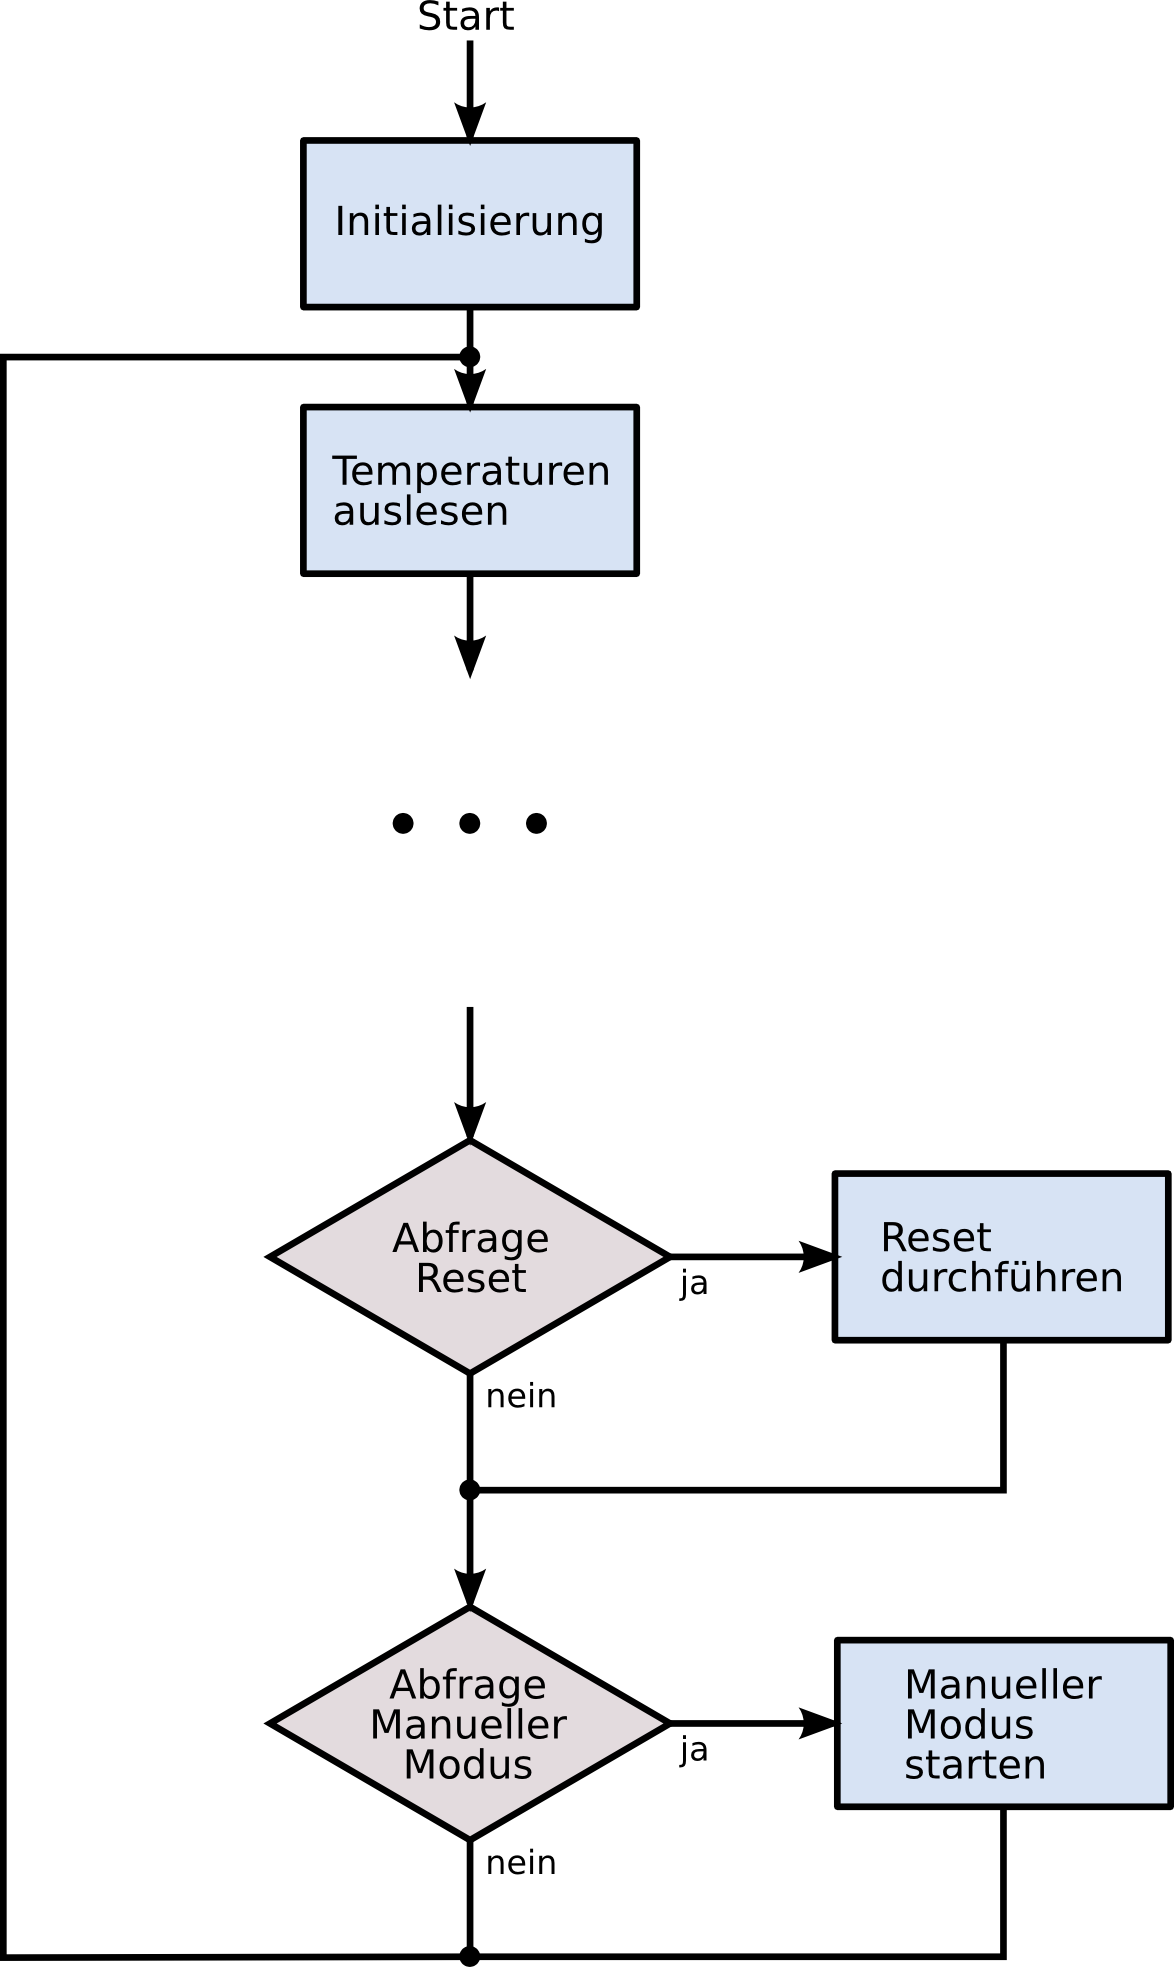 Start
Initialisierung
Temperaturen
auslesen
Abfrage
Reset
ja
Reset
durchführen
nein
Abfrage
Manueller
Modus
ja
Manueller
Modus
starten
nein